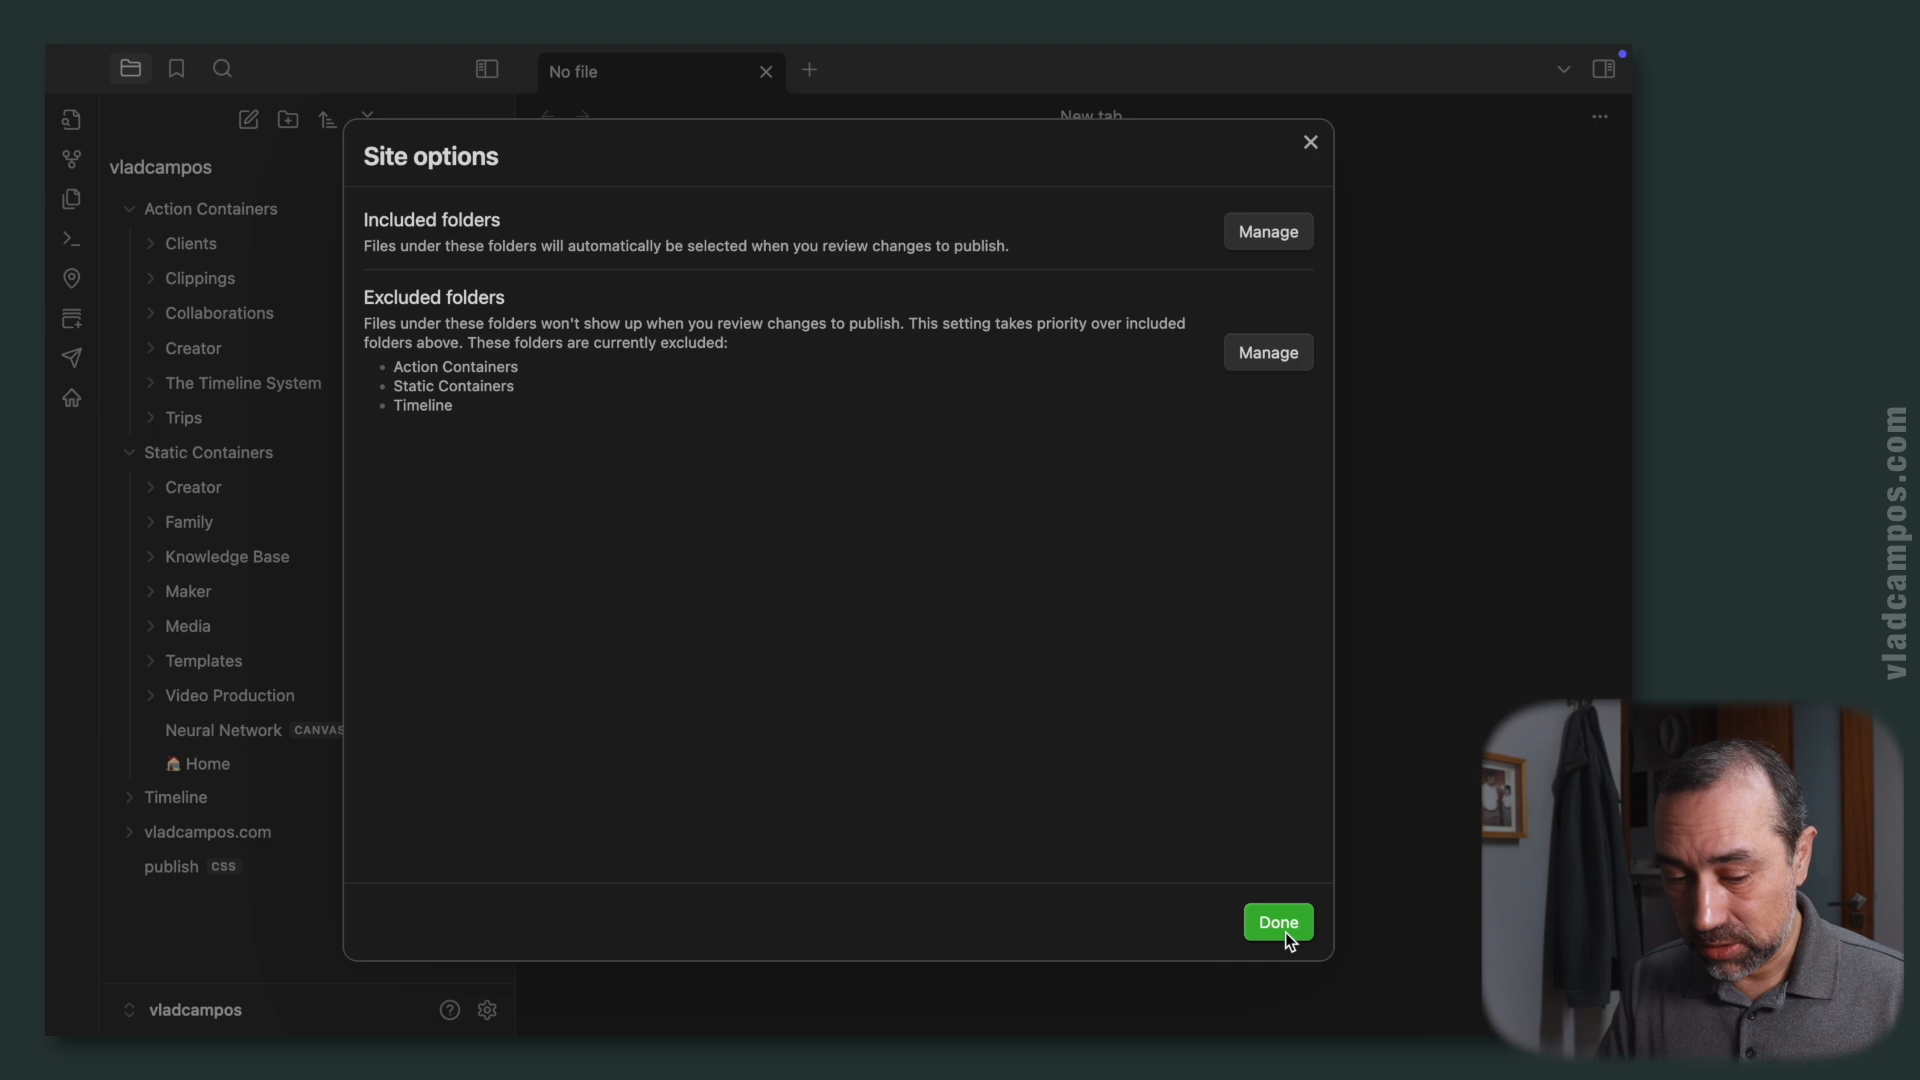 No file
New tab
vladcampos
Action Containers
Clients
Clippings
Collaborations
Creator
The Timeline System
Trips
Static Containers
Creator
Family
Knowledge Base
Maker
Media
Templates
Video Production
Neural Network CANVAS
Home
Timeline
vladcampos.com
publish CSS
vladcampos
Site options
Included folders
Files under these folders will automatically be selected when you review changes to publish.
Manage
Excluded folders
Files under these folders won't show up when you review changes to publish. This setting takes priority over included
folders above. These folders are currently excluded:
Manage
• Action Containers
• Static Containers
• Timeline
Done
vladcampos.com